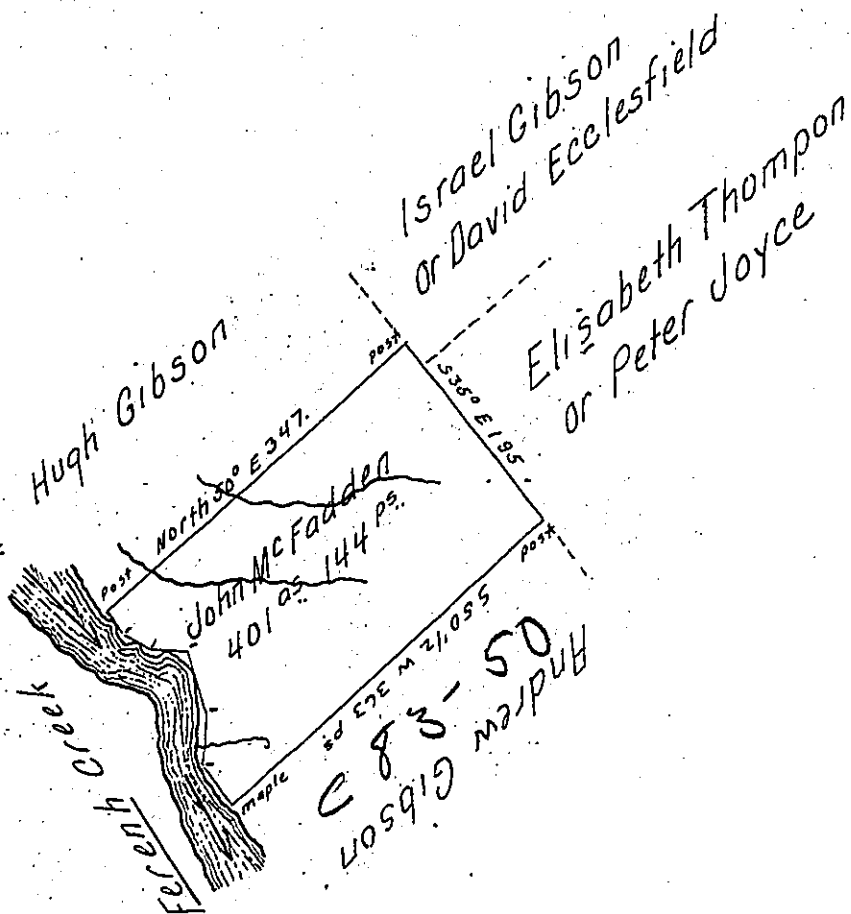 Israel Gibson
or David Ecclesfield
Elisabeth Thompon
or Peter Joyce
Hugh Gibson
post
North 50° E 347.
post
S 35° E 195
John McFadden
401 as. 144 ps.
post
S 50 1/2 W 363 ps
maple
C 83-50
Andrew
Gibson
Ferenh Creek